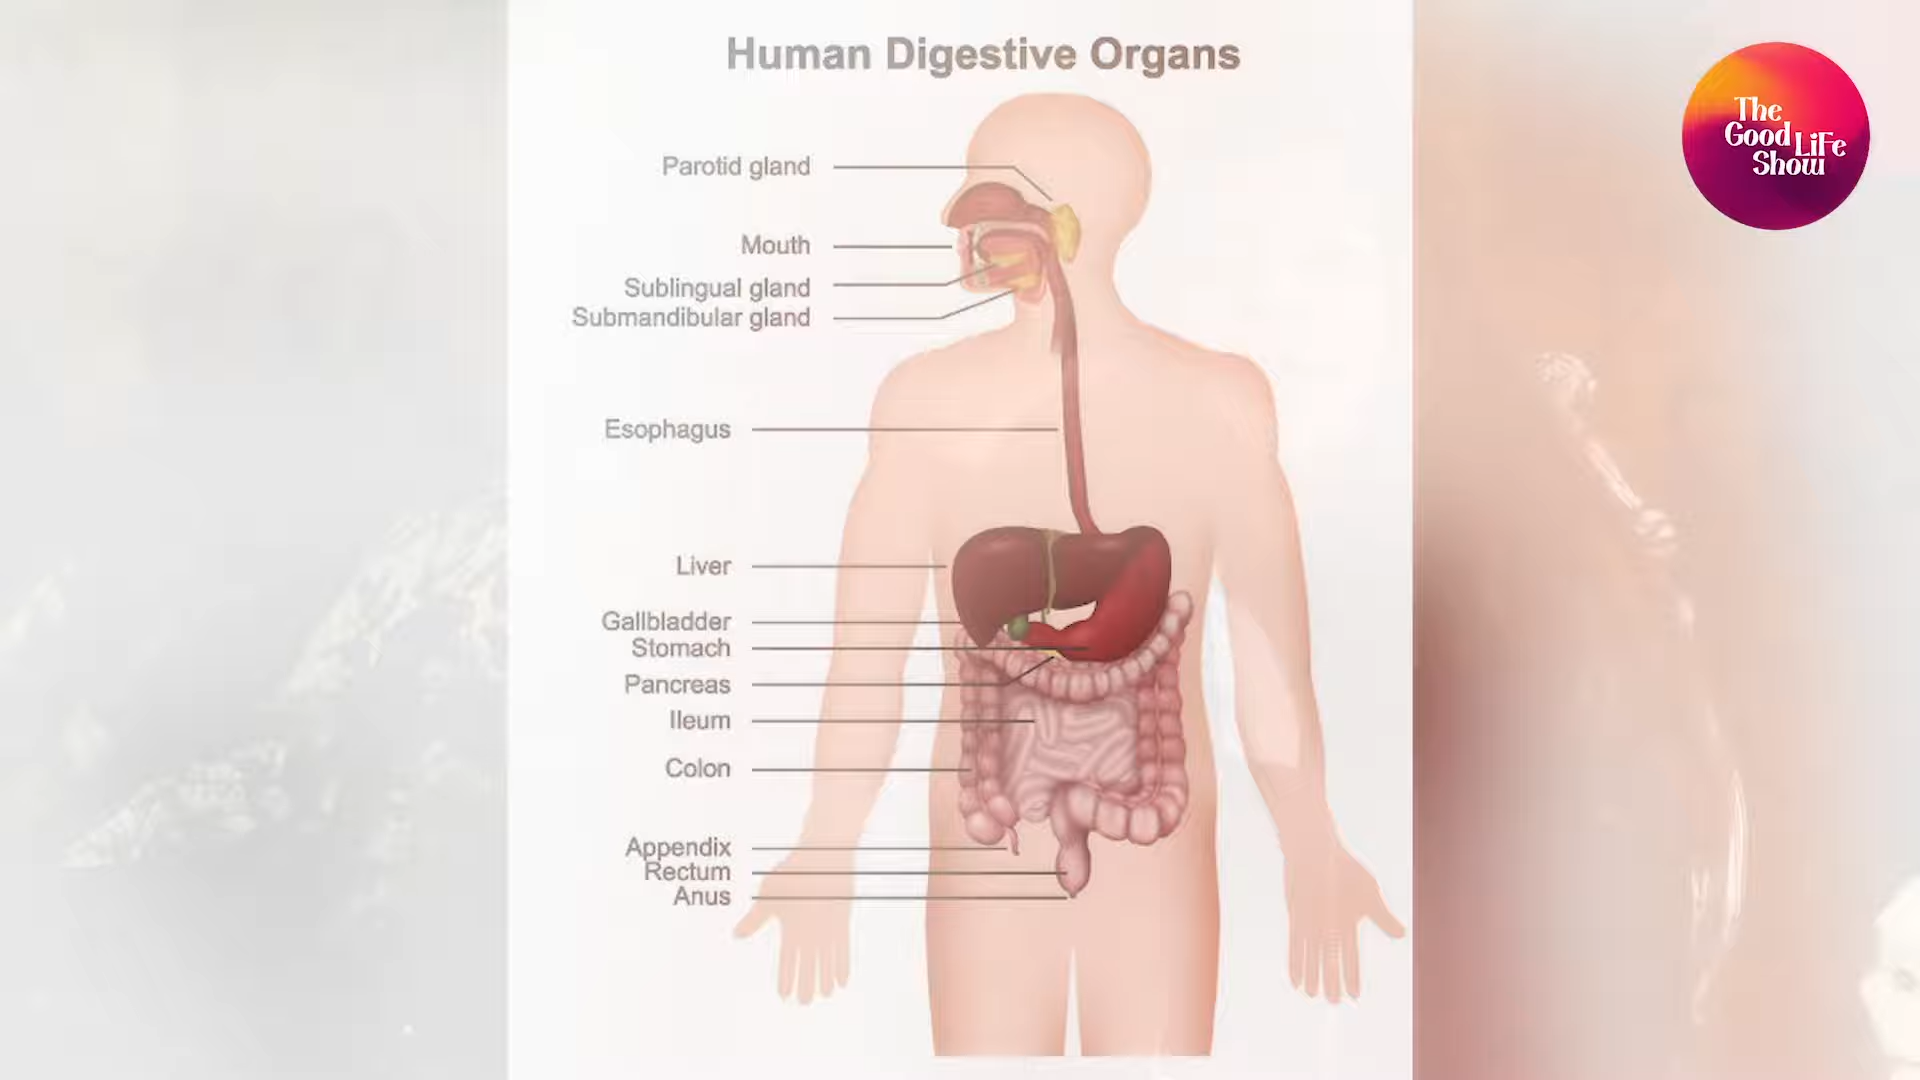 Human Digestive Organs
The
Good LiFe
Show
Parotid gland
Mouth
Sublingual gland
Submandibular gland
Esophagus
Liver
Gallbladder
Stomach
Pancreas
Ileum
Colon
Appendix
Rectum
Anus